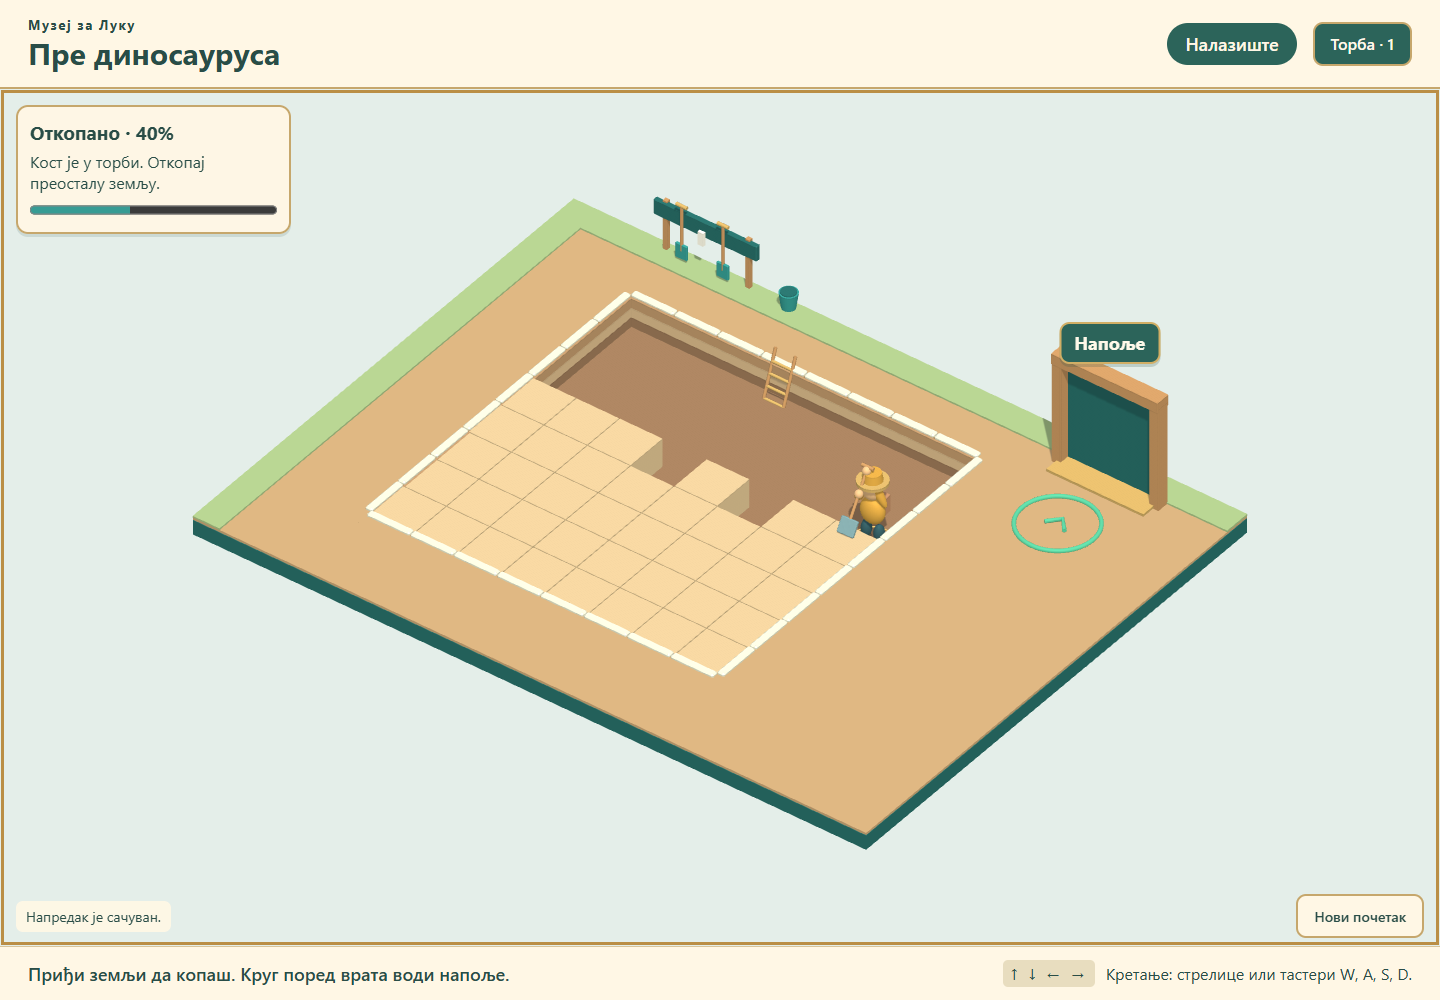 Музеј за Луку
Пре диносауруса
Налазиште
Торба · 1
Откопано · 40%
Кост је у торби. Откопај
преосталу земљу.
Напоље
Напредак је сачуван.
Нови почетак
Приђи земљи да копаш. Круг поред врата води напоље.
↑ ↓ ← → Кретање: стрелице или тастери W, A, S, D.